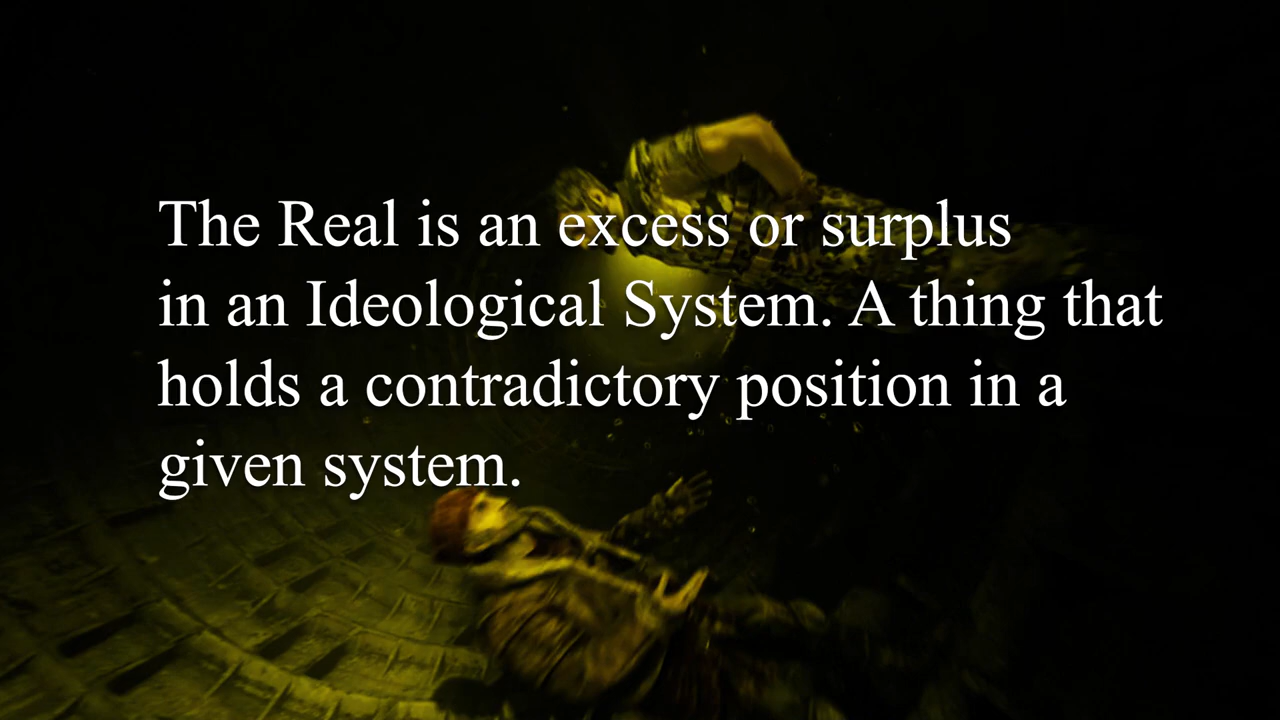 The Real is an excess or surplus
in an Ideological System. A thing that
holds a contradictory position in a
given system.